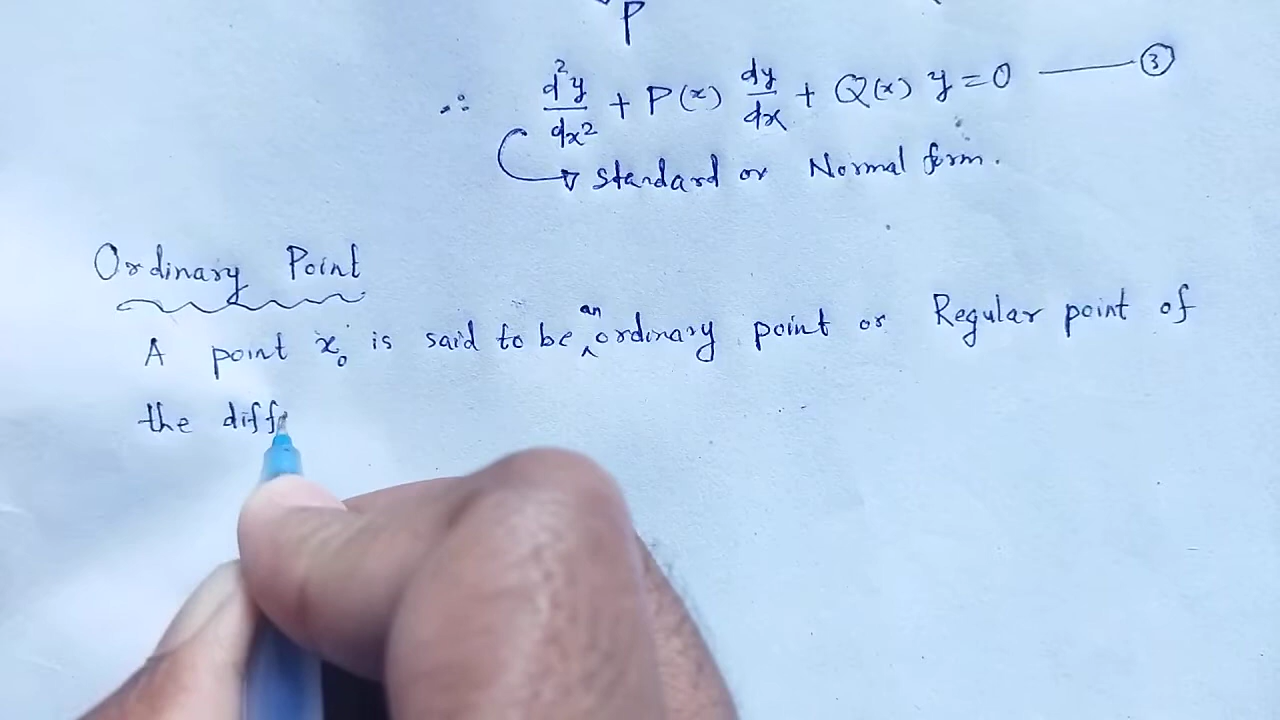 P
∴ d²y/dx² + P(x) dy/dx + Q(x) y = 0 —— ③
Standard or Normal form.
Ordinary Point
A point x₀ is said to be an ordinary point or Regular point of
the diff